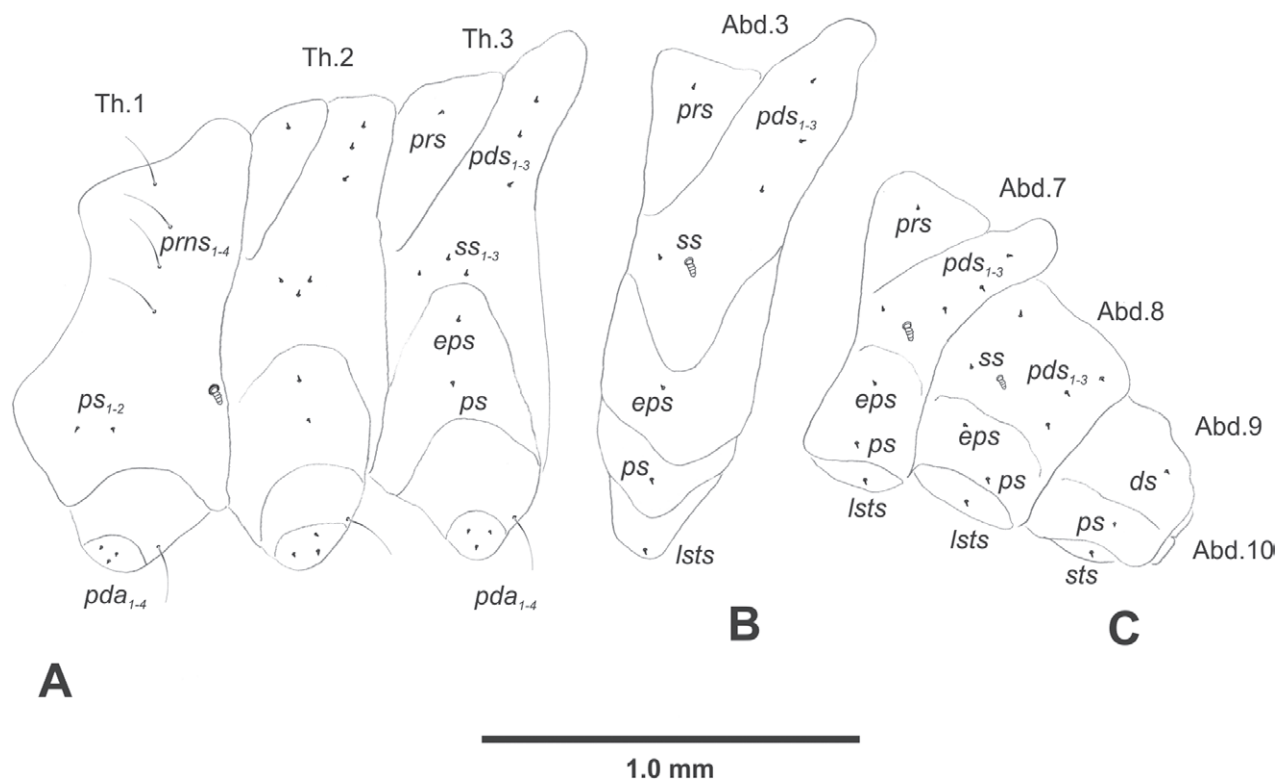 Th.1
Th.2
Th.3
prs
pds1-3
prns1-4
ss1-3
eps
ps
ps1-2
pda1-4
pda1-4
A
Abd.3
prs
pds1-3
ss
eps
ps
lsts
B
Abd.7
prs
pds1-3
Abd.8
ss
pds1-3
eps
eps
ps
ps
lsts
lsts
Abd.9
ds
ps
sts
Abd.10
C
1.0 mm